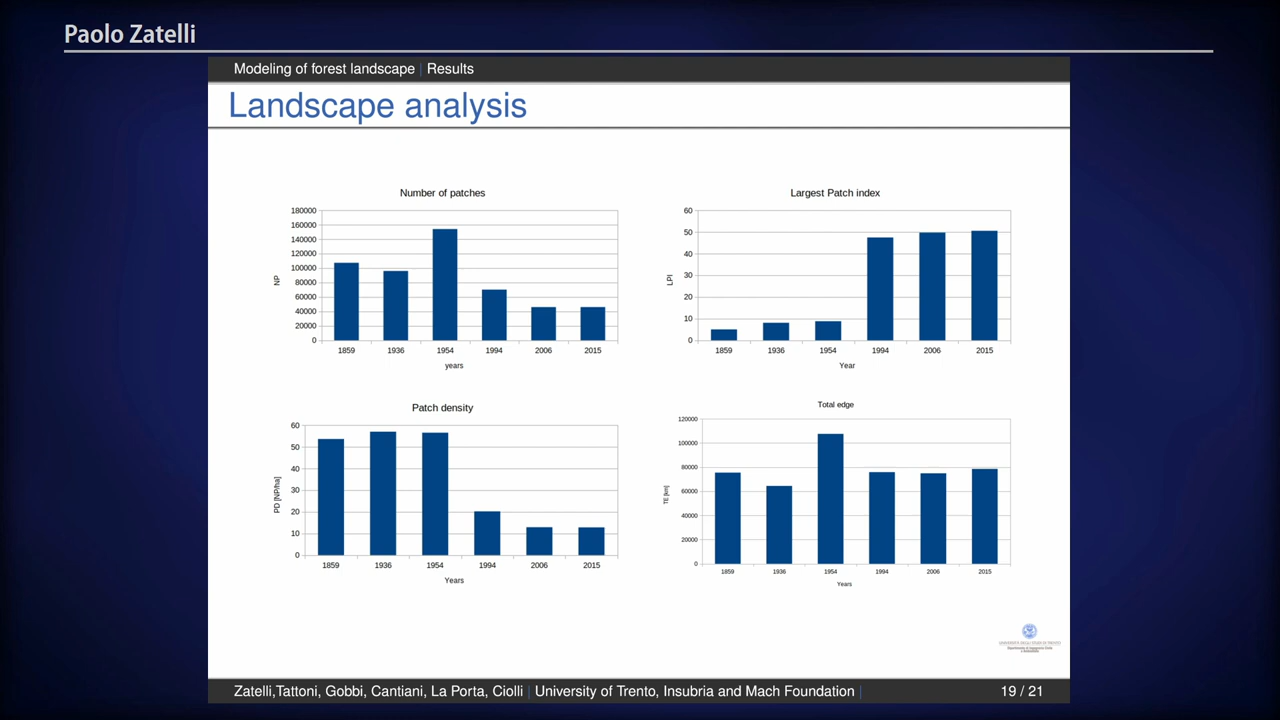 Paolo Zatelli
Modeling of forest landscape | Results
Landscape analysis
Number of patches
180000
160000
140000
120000
100000
80000
60000
40000
20000
0
NP
1859 1936 1954 1994 2006 2015
years
Largest Patch index
60
50
40
30
20
10
0
LPI
1859 1936 1954 1994 2006 2015
Year
Patch density
60
50
40
30
20
10
0
PD [NP/ha]
1859 1936 1954 1994 2006 2015
Years
Total edge
120000
100000
80000
60000
40000
20000
0
TE [km]
1859 1936 1954 1994 2006 2015
Years
Zatelli,Tattoni, Gobbi, Cantiani, La Porta, Ciolli | University of Trento, Insubria and Mach Foundation |
19 / 21